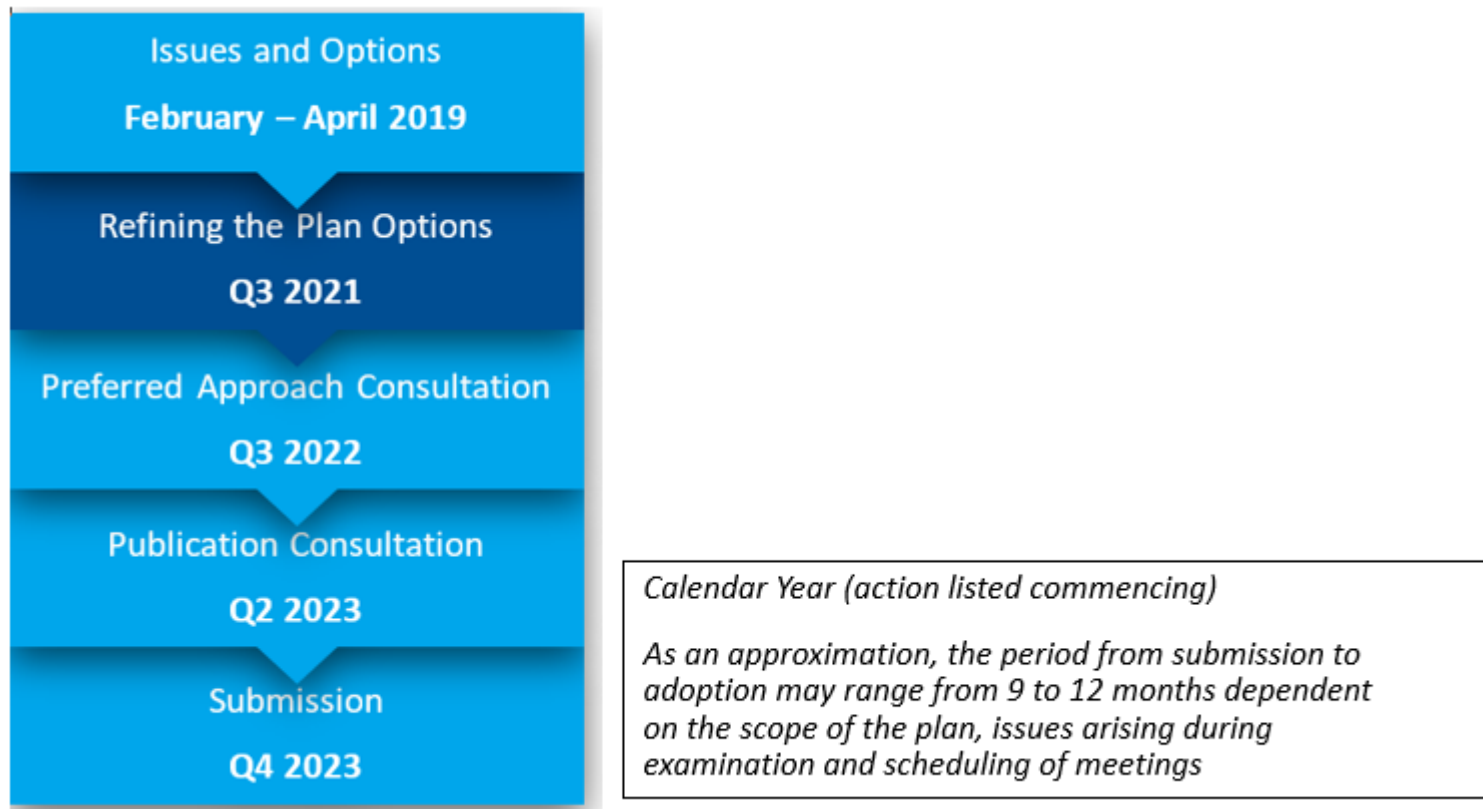 Issues and Options
February – April 2019
Refining the Plan Options
Q3 2021
Preferred Approach Consultation
Q3 2022
Publication Consultation
Q2 2023
Submission
Q4 2023
Calendar Year (action listed commencing)
As an approximation, the period from submission to
adoption may range from 9 to 12 months dependent
on the scope of the plan, issues arising during
examination and scheduling of meetings